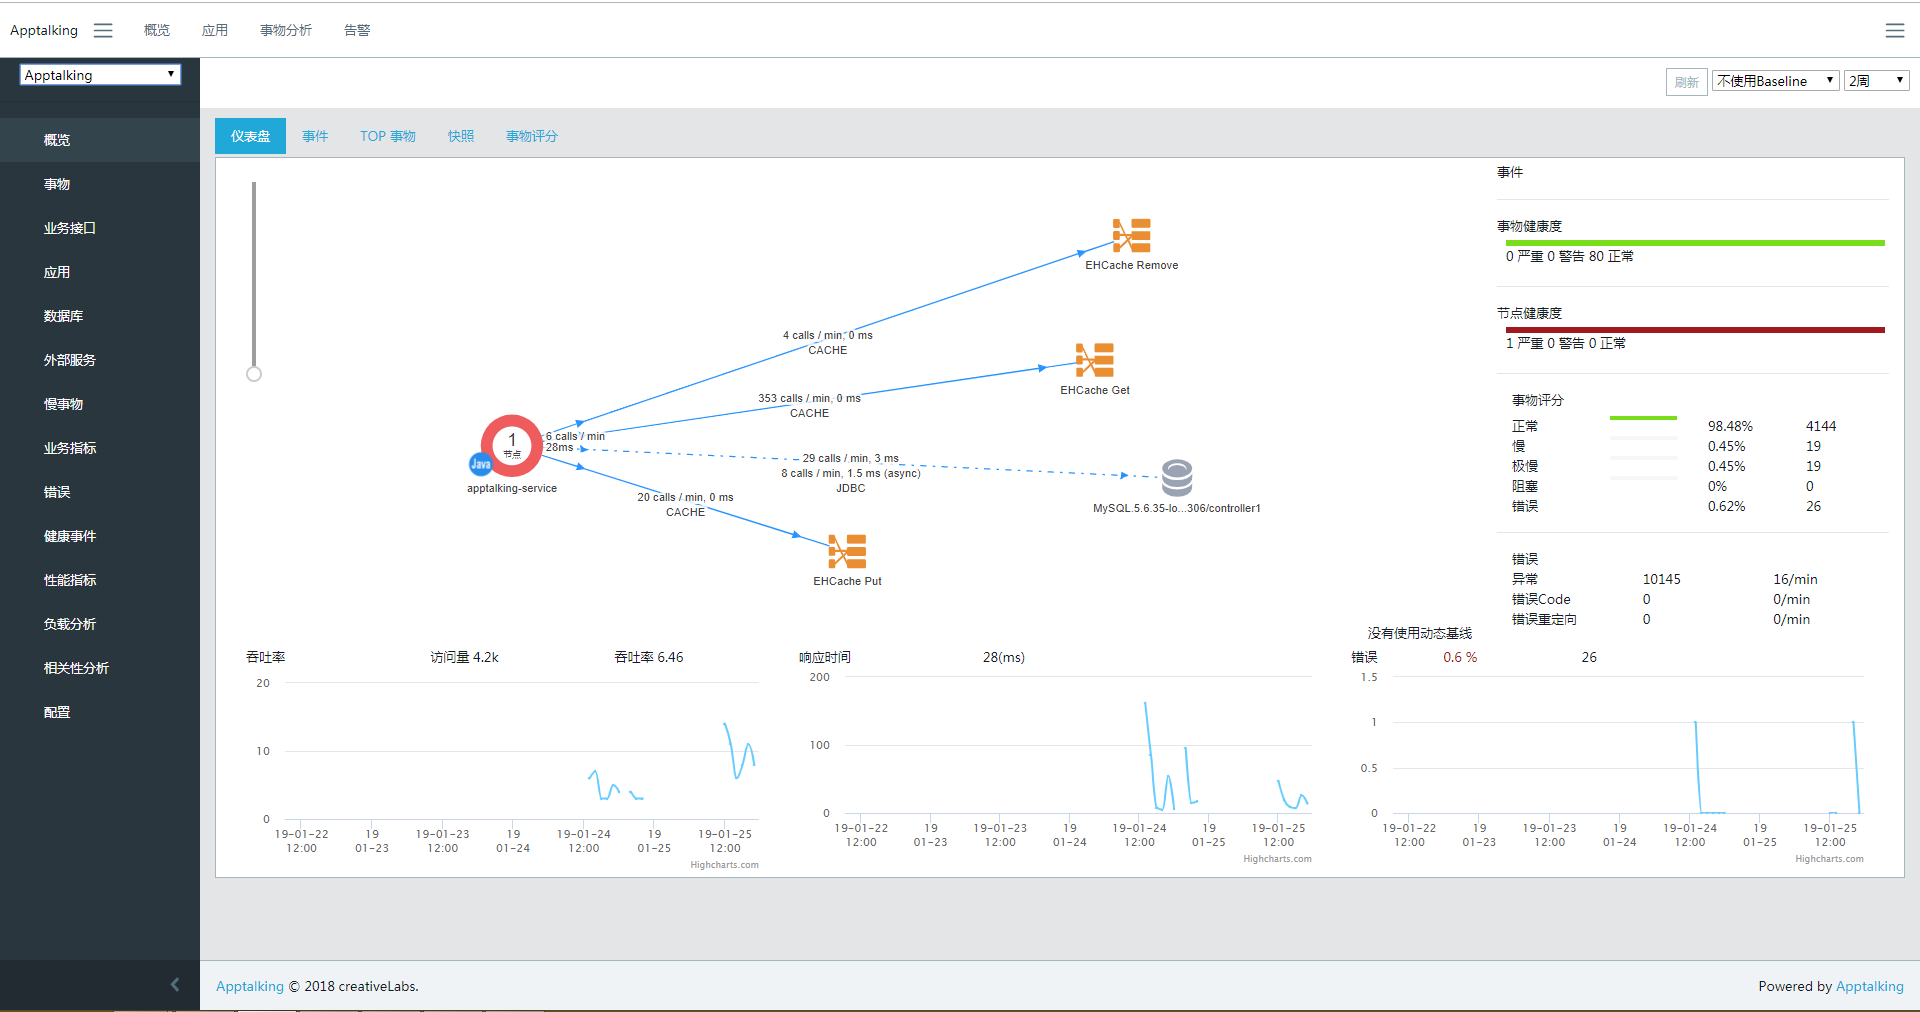 Apptalking 概览 应用 事物分析 告警
Apptalking
刷新 不使用Baseline 2周
概览
事物
业务接口
应用
数据库
外部服务
慢事物
业务指标
错误
健康事件
性能指标
负载分析
相关性分析
配置
仪表盘 事件 TOP 事物 快照 事物评分
EHCache Remove
4 calls / min, 0 ms
CACHE
EHCache Get
353 calls / min, 0 ms
CACHE
1
节点
Java
apptalking-service
6 calls / min
28ms
29 calls / min, 3 ms
8 calls / min, 1.5 ms (async)
JDBC
MySQL.5.6.35-lo...306/controller1
20 calls / min, 0 ms
CACHE
EHCache Put
事件
事物健康度
0 严重 0 警告 80 正常
节点健康度
1 严重 0 警告 0 正常
事物评分
正常 98.48% 4144
慢 0.45% 19
极慢 0.45% 19
阻塞 0% 0
错误 0.62% 26
错误
异常 10145 16/min
错误Code 0 0/min
错误重定向 0 0/min
没有使用动态基线
吞吐率 访问量 4.2k 吞吐率 6.46
20
10
0
19-01-22 12:00
19 01-23
19-01-23 12:00
19 01-24
19-01-24 12:00
19 01-25
19-01-25 12:00
Highcharts.com
响应时间 28(ms)
200
100
0
19-01-22 12:00
19 01-23
19-01-23 12:00
19 01-24
19-01-24 12:00
19 01-25
19-01-25 12:00
Highcharts.com
错误 0.6 % 26
1.5
1
0.5
0
19-01-22 12:00
19 01-23
19-01-23 12:00
19 01-24
19-01-24 12:00
19 01-25
19-01-25 12:00
Highcharts.com
Apptalking © 2018 creativeLabs.
Powered by Apptalking